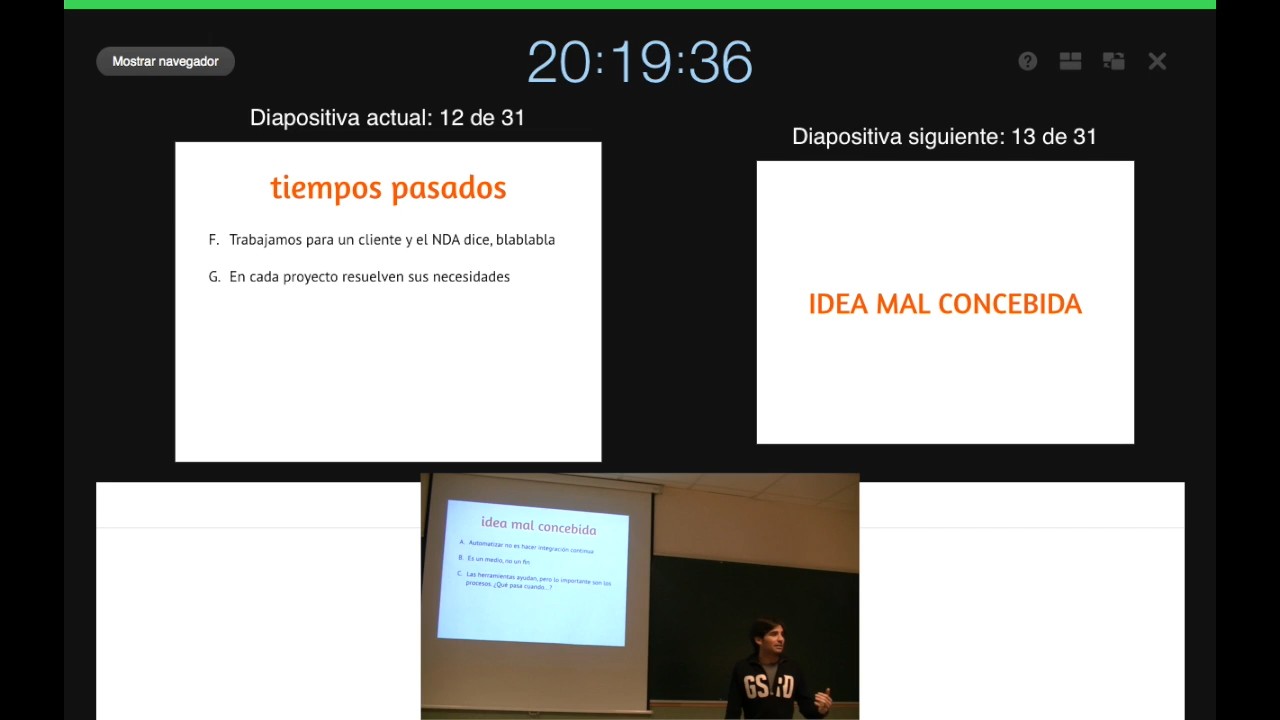 Mostrar navegador
20:19:36
Diapositiva actual: 12 de 31
Diapositiva siguiente: 13 de 31
tiempos pasados
F. Trabajamos para un cliente y el NDA dice, blablabla
G. En cada proyecto resuelven sus necesidades
IDEA MAL CONCEBIDA
idea mal concebida
A. Automatizar no es hacer integración continua
B. Es un medio, no un fin
C. Las herramientas ayudan, pero lo importante son los
procesos. ¿Qué pasa cuando...?